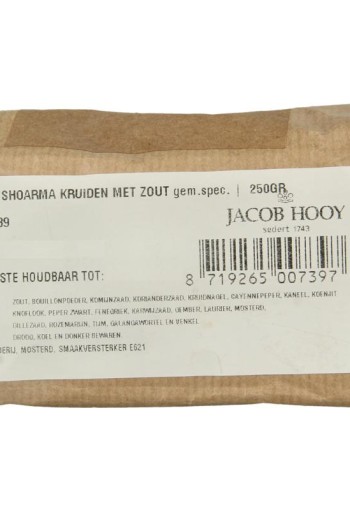 SHOARMA KRUIDEN MET ZOUT gem.spec. | 250GR
39
JACOB HOOY
sedert 1743
STE HOUDBAAR TOT:
8 719265 007397
ZOUT, BOUILLONPOEDER, KOMIJNZAAD, KORIANDERZAAD, KRUIDNAGEL, CAYENNEPEPER, KANEEL, KOENJIT
KNOFLOOK, PEPER ZWART, FENEGRIEK, KARWIJZAAD, GEMBER, LAURIER, MOSTERD,
DILLEZAAD, ROZEMARIJN, TIJM, GALANGAWORTEL EN VENKEL
DROOG, KOEL EN DONKER BEWAREN.
DERIJ, MOSTERD, SMAAKVERSTERKER E621